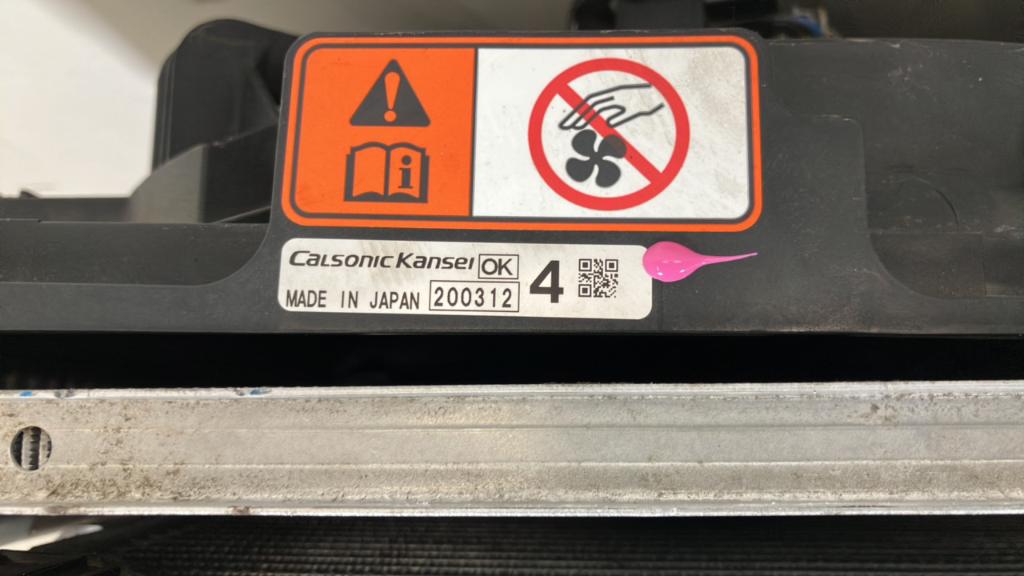 Calsonic Kansei OK 4
MADE IN JAPAN 200312